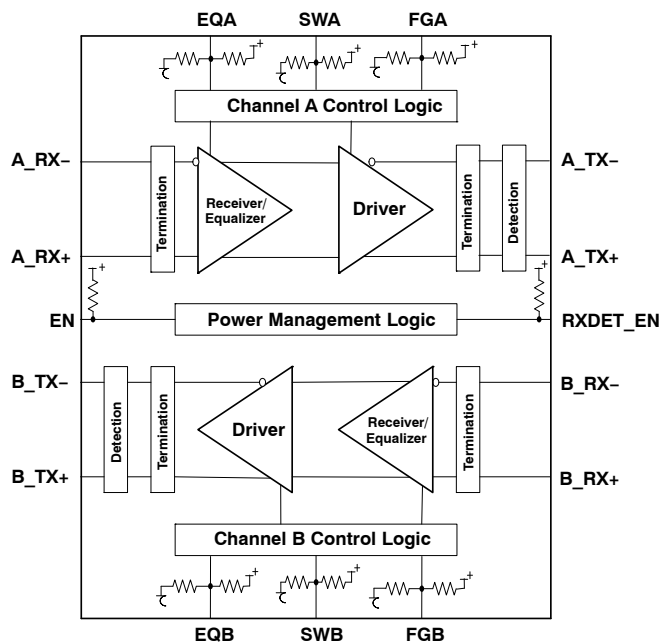 EQA SWA FGA
+ + +
Channel A Control Logic
A_RX− A_TX−
Termination
Receiver/
Equalizer
Driver
Termination
Detection
A_RX+ A_TX+
+ +
EN Power Management Logic RXDET_EN
B_TX− B_RX−
Detection
Termination
Driver
Receiver/
Equalizer
Termination
B_TX+ B_RX+
Channel B Control Logic
+ + +
EQB SWB FGB